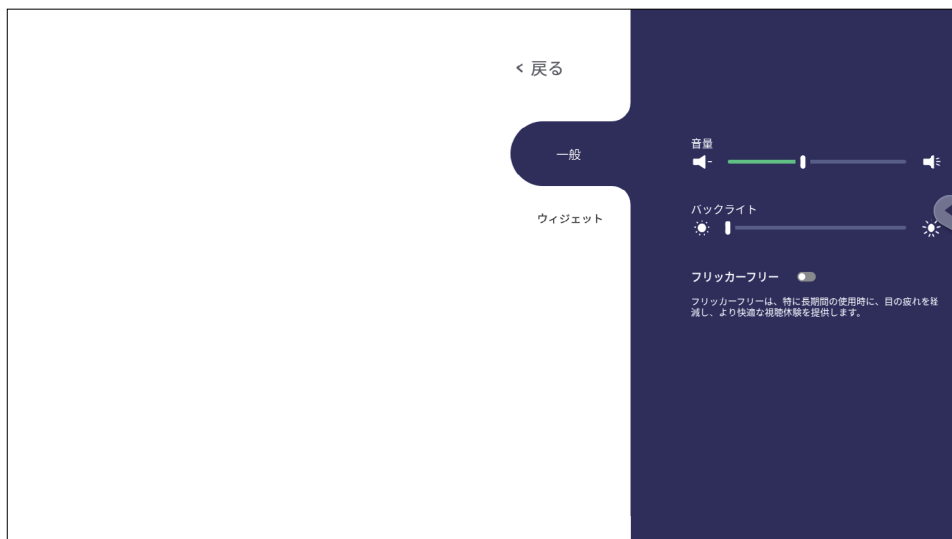 < 戻る
一般
ウィジェット
音量
バックライト
フリッカーフリー
フリッカーフリーは、特に長期間の使用時に、目の疲れを軽
減し、より快適な視聴体験を提供します。